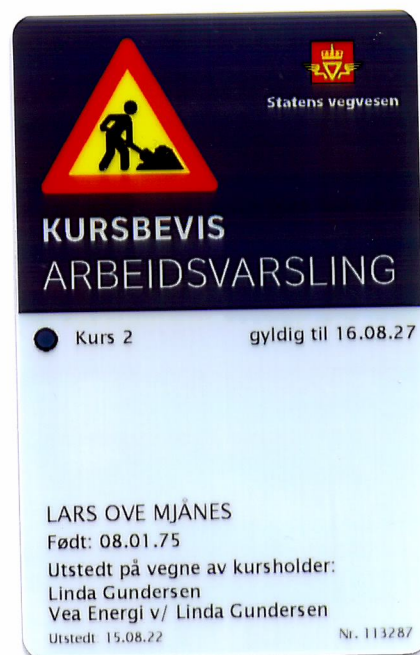 Statens vegvesen
KURSBEVIS
ARBEIDSVARSLING
Kurs 2 gyldig til 16.08.27
LARS OVE MJÅNES
Født: 08.01.75
Utstedt på vegne av kursholder:
Linda Gundersen
Vea Energi v/ Linda Gundersen
Utstedt 15.08.22 Nr. 113287